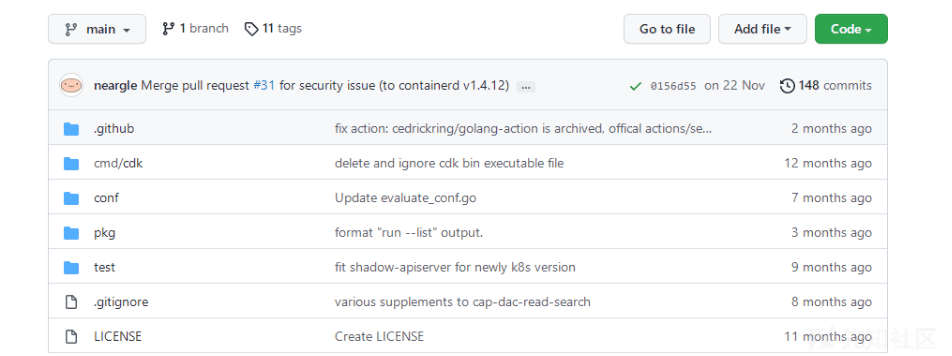 main 1 branch 11 tags Go to file Add file Code
neargle Merge pull request #31 for security issue (to containerd v1.4.12) ... 0156d55 on 22 Nov 148 commits
.github fix action: cedrickring/golang-action is archived, offical actions/se... 2 months ago
cmd/cdk delete and ignore cdk bin executable file 12 months ago
conf Update evaluate_conf.go 7 months ago
pkg format "run --list" output. 3 months ago
test fit shadow-apiserver for newly k8s version 9 months ago
.gitignore various supplements to cap-dac-read-search 8 months ago
LICENSE Create LICENSE 11 months ago